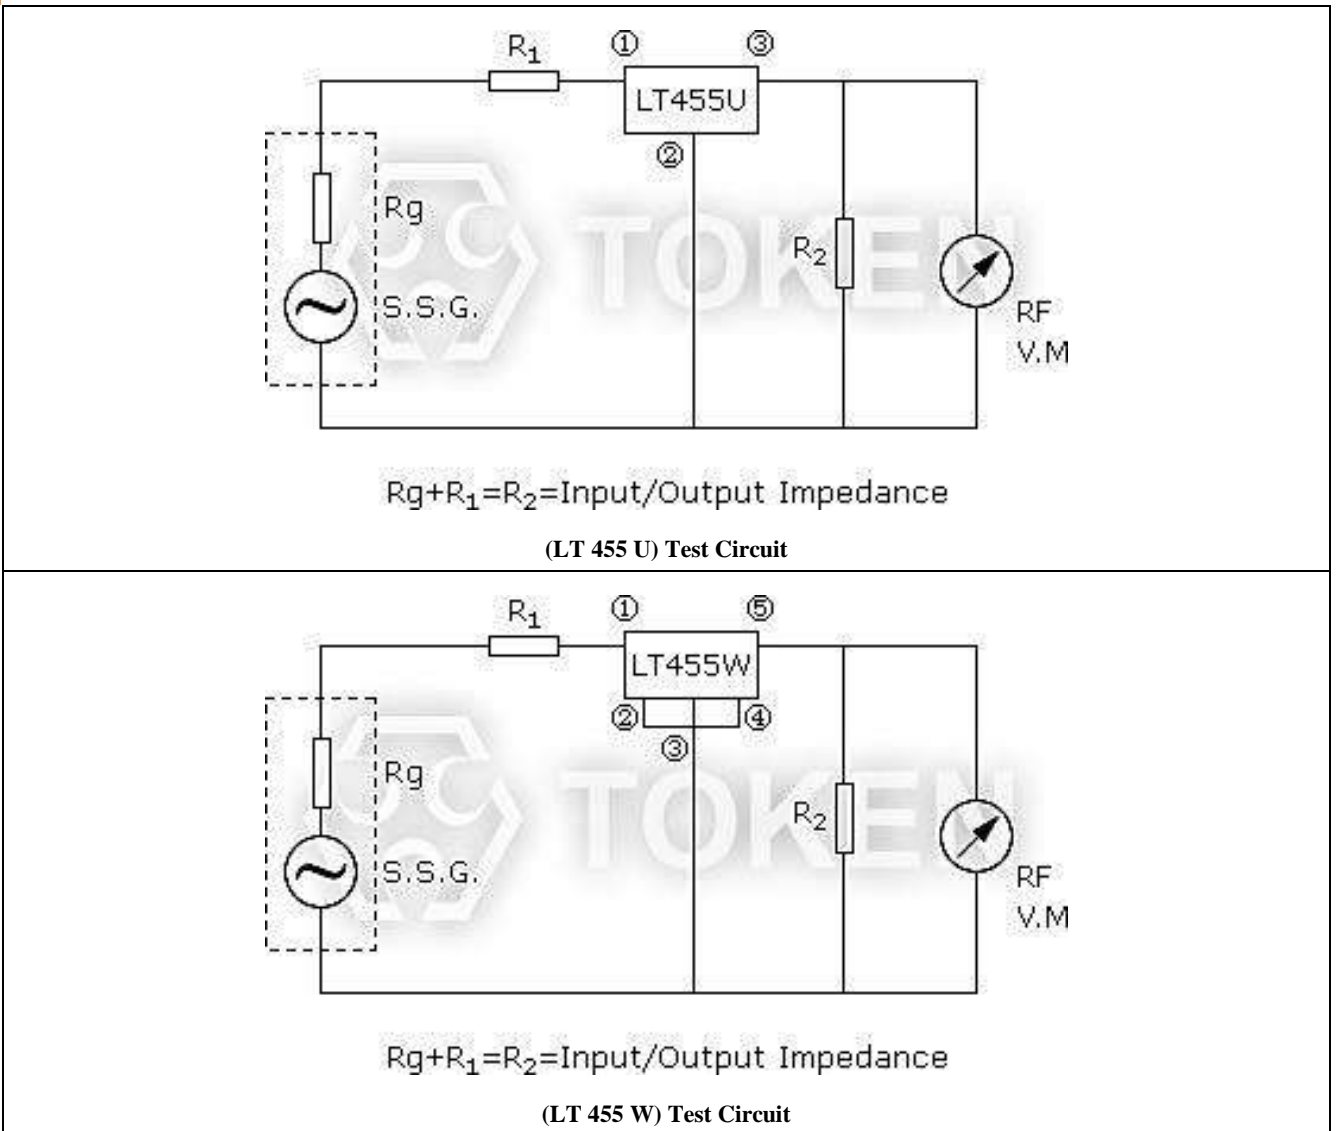 R1
①
③
LT455U
②
Rg
S.S.G.
R2
RF
V.M
TOKEN
Rg+R1=R2=Input/Output Impedance
(LT 455 U) Test Circuit
R1
①
⑤
LT455W
②
④
③
Rg
S.S.G.
R2
RF
V.M
TOKEN
Rg+R1=R2=Input/Output Impedance
(LT 455 W) Test Circuit